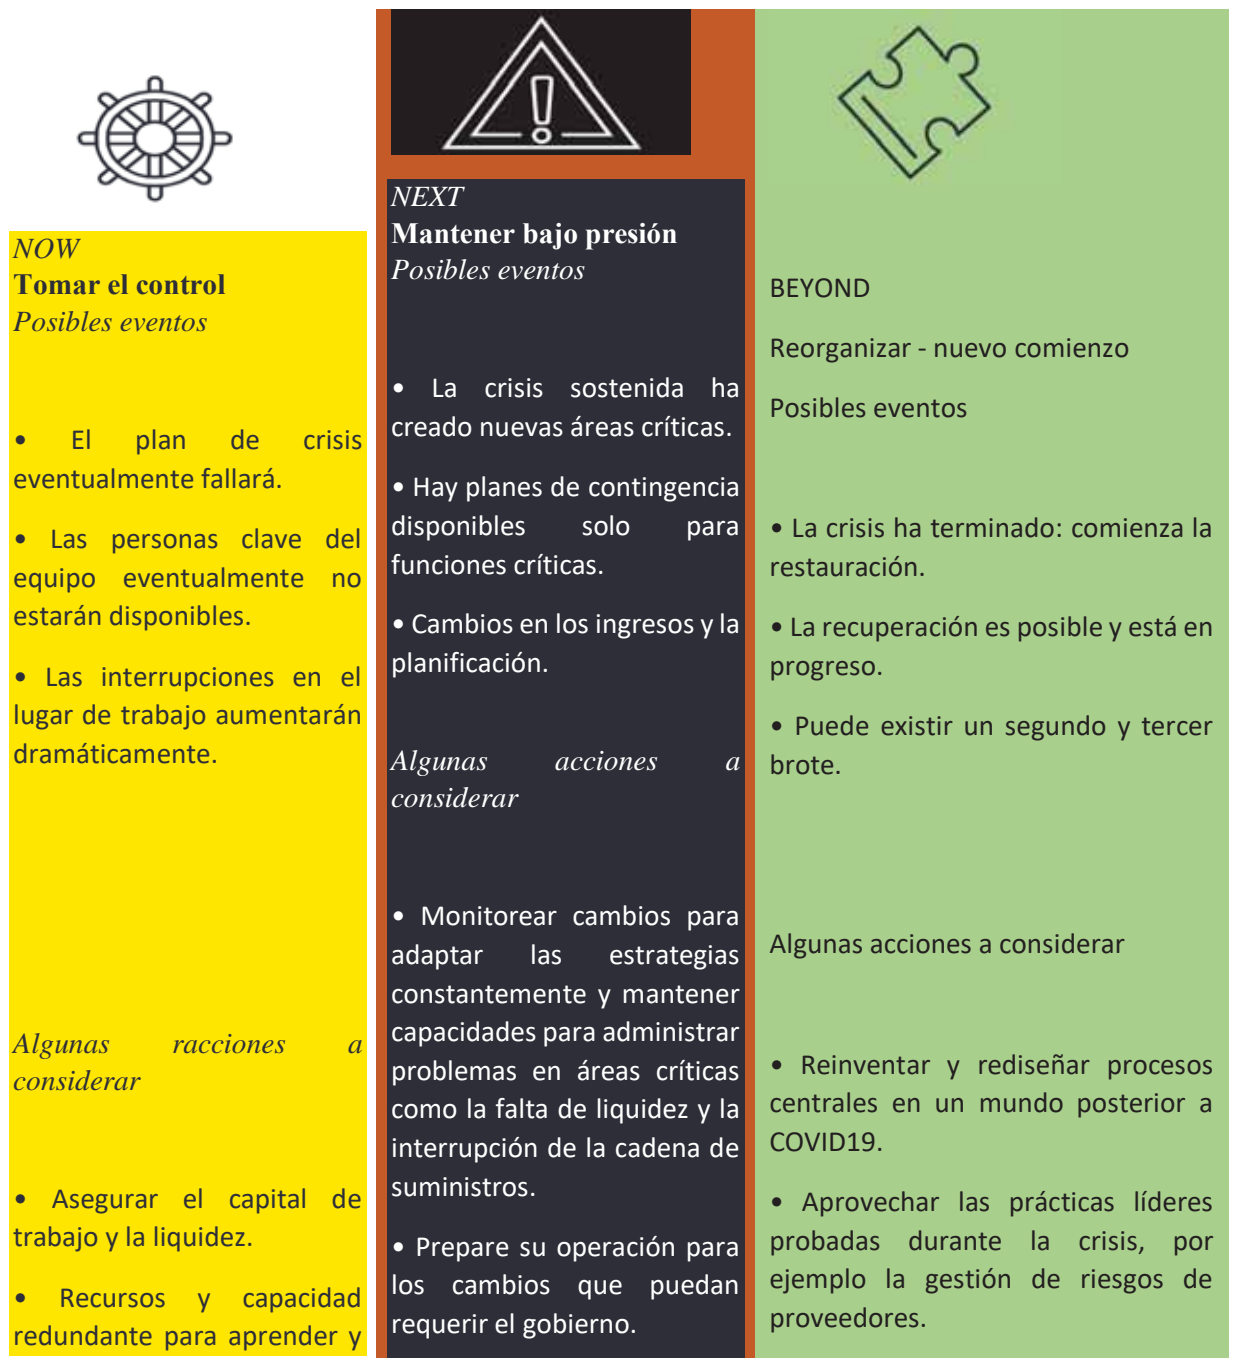 NOW
Tomar el control
Posibles eventos
• El plan de crisis
eventualmente fallará.
• Las personas clave del
equipo eventualmente no
estarán disponibles.
• Las interrupciones en el
lugar de trabajo aumentarán
dramáticamente.
Algunas racciones a
considerar
• Asegurar el capital de
trabajo y la liquidez.
• Recursos y capacidad
redundante para aprender y
NEXT
Mantener bajo presión
Posibles eventos
• La crisis sostenida ha
creado nuevas áreas críticas.
• Hay planes de contingencia
disponibles solo para
funciones críticas.
• Cambios en los ingresos y la
planificación.
Algunas acciones a
considerar
• Monitorear cambios para
adaptar las estrategias
constantemente y mantener
capacidades para administrar
problemas en áreas críticas
como la falta de liquidez y la
interrupción de la cadena de
suministros.
• Prepare su operación para
los cambios que puedan
requerir el gobierno.
BEYOND
Reorganizar - nuevo comienzo
Posibles eventos
• La crisis ha terminado: comienza la
restauración.
• La recuperación es posible y está en
progreso.
• Puede existir un segundo y tercer
brote.
Algunas acciones a considerar
• Reinventar y rediseñar procesos
centrales en un mundo posterior a
COVID19.
• Aprovechar las prácticas líderes
probadas durante la crisis, por
ejemplo la gestión de riesgos de
proveedores.